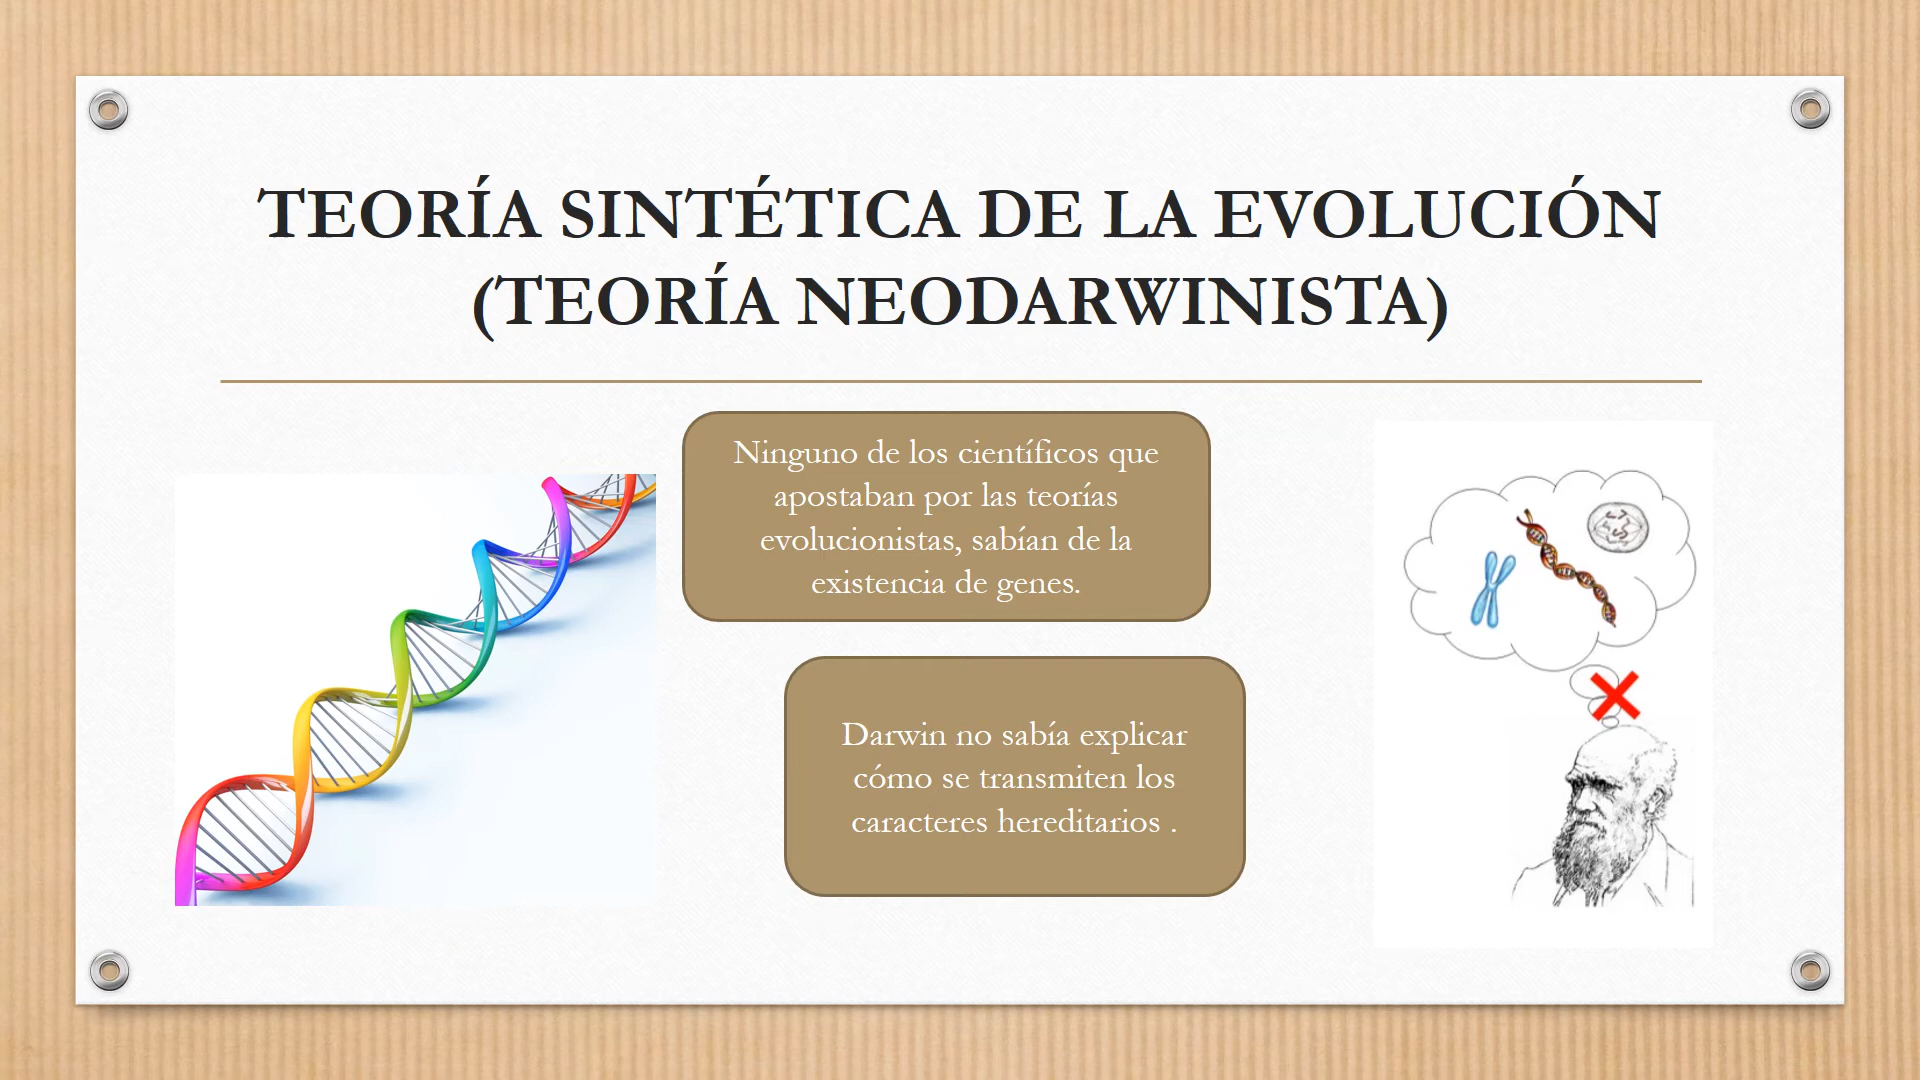 TEORÍA SINTÉTICA DE LA EVOLUCIÓN
(TEORÍA NEODARWINISTA)
Ninguno de los científicos que
apostaban por las teorías
evolucionistas, sabían de la
existencia de genes.
Darwin no sabía explicar
cómo se transmiten los
caracteres hereditarios .